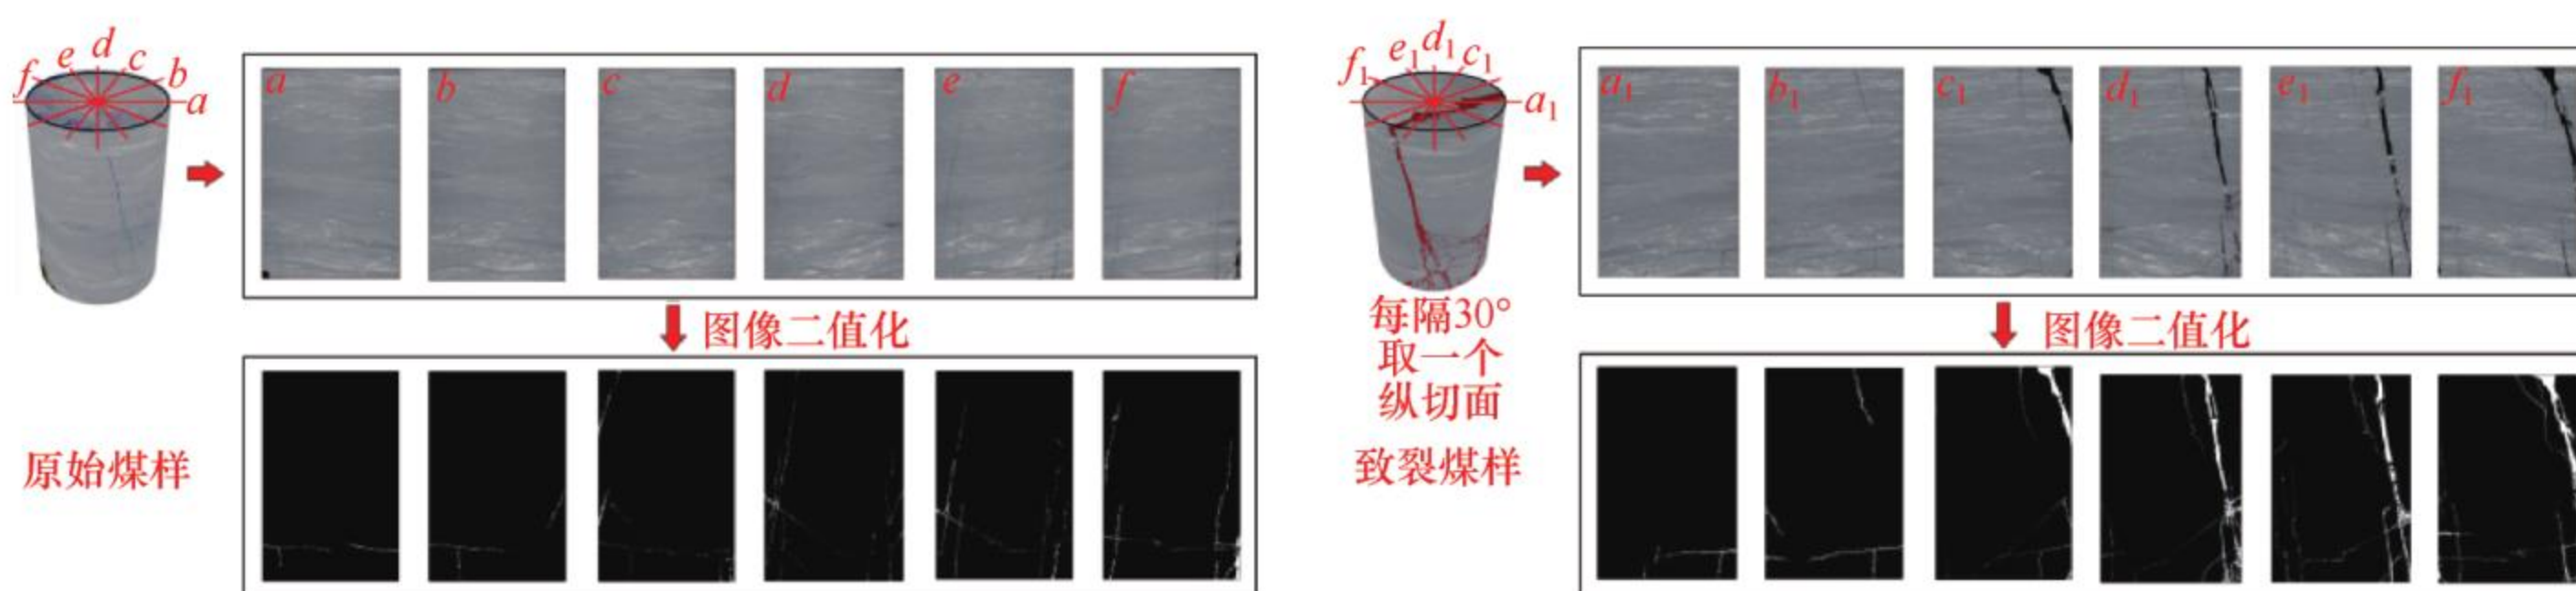 f e d c b a
a b c d e f
图像二值化
原始煤样
f₁ e₁ d₁ c₁ a₁
a₁ b₁ c₁ d₁ e₁ f₁
每隔30°
取一个
纵切面
图像二值化
致裂煤样